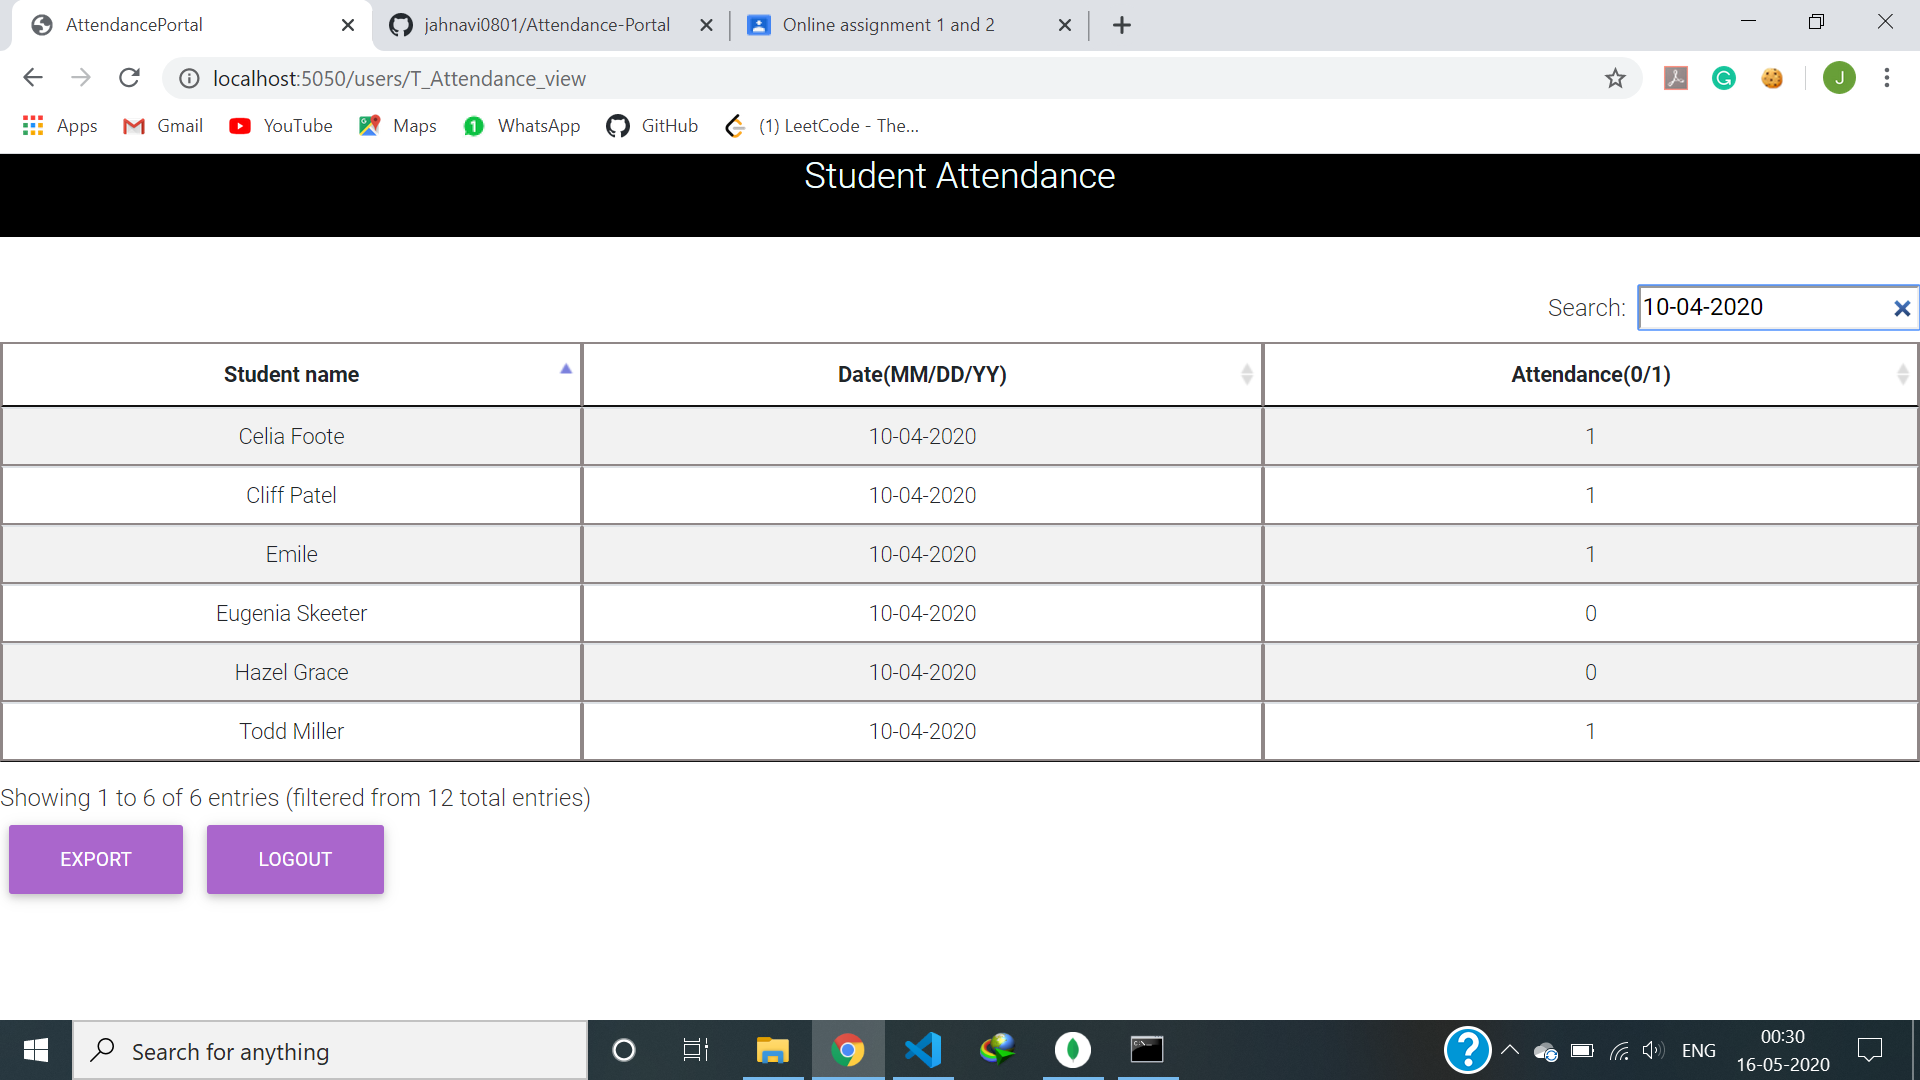 AttendancePortal
jahnavi0801/Attendance-Portal
Online assignment 1 and 2
localhost:5050/users/T_Attendance_view
J
Apps
Gmail
YouTube
Maps
1 WhatsApp
GitHub
(1) LeetCode - The...
Student Attendance
Search: 10-04-2020
Student name Date(MM/DD/YY) Attendance(0/1)
Celia Foote 10-04-2020 1
Cliff Patel 10-04-2020 1
Emile 10-04-2020 1
Eugenia Skeeter 10-04-2020 0
Hazel Grace 10-04-2020 0
Todd Miller 10-04-2020 1
Showing 1 to 6 of 6 entries (filtered from 12 total entries)
EXPORT LOGOUT
Search for anything
ENG
00:30
16-05-2020